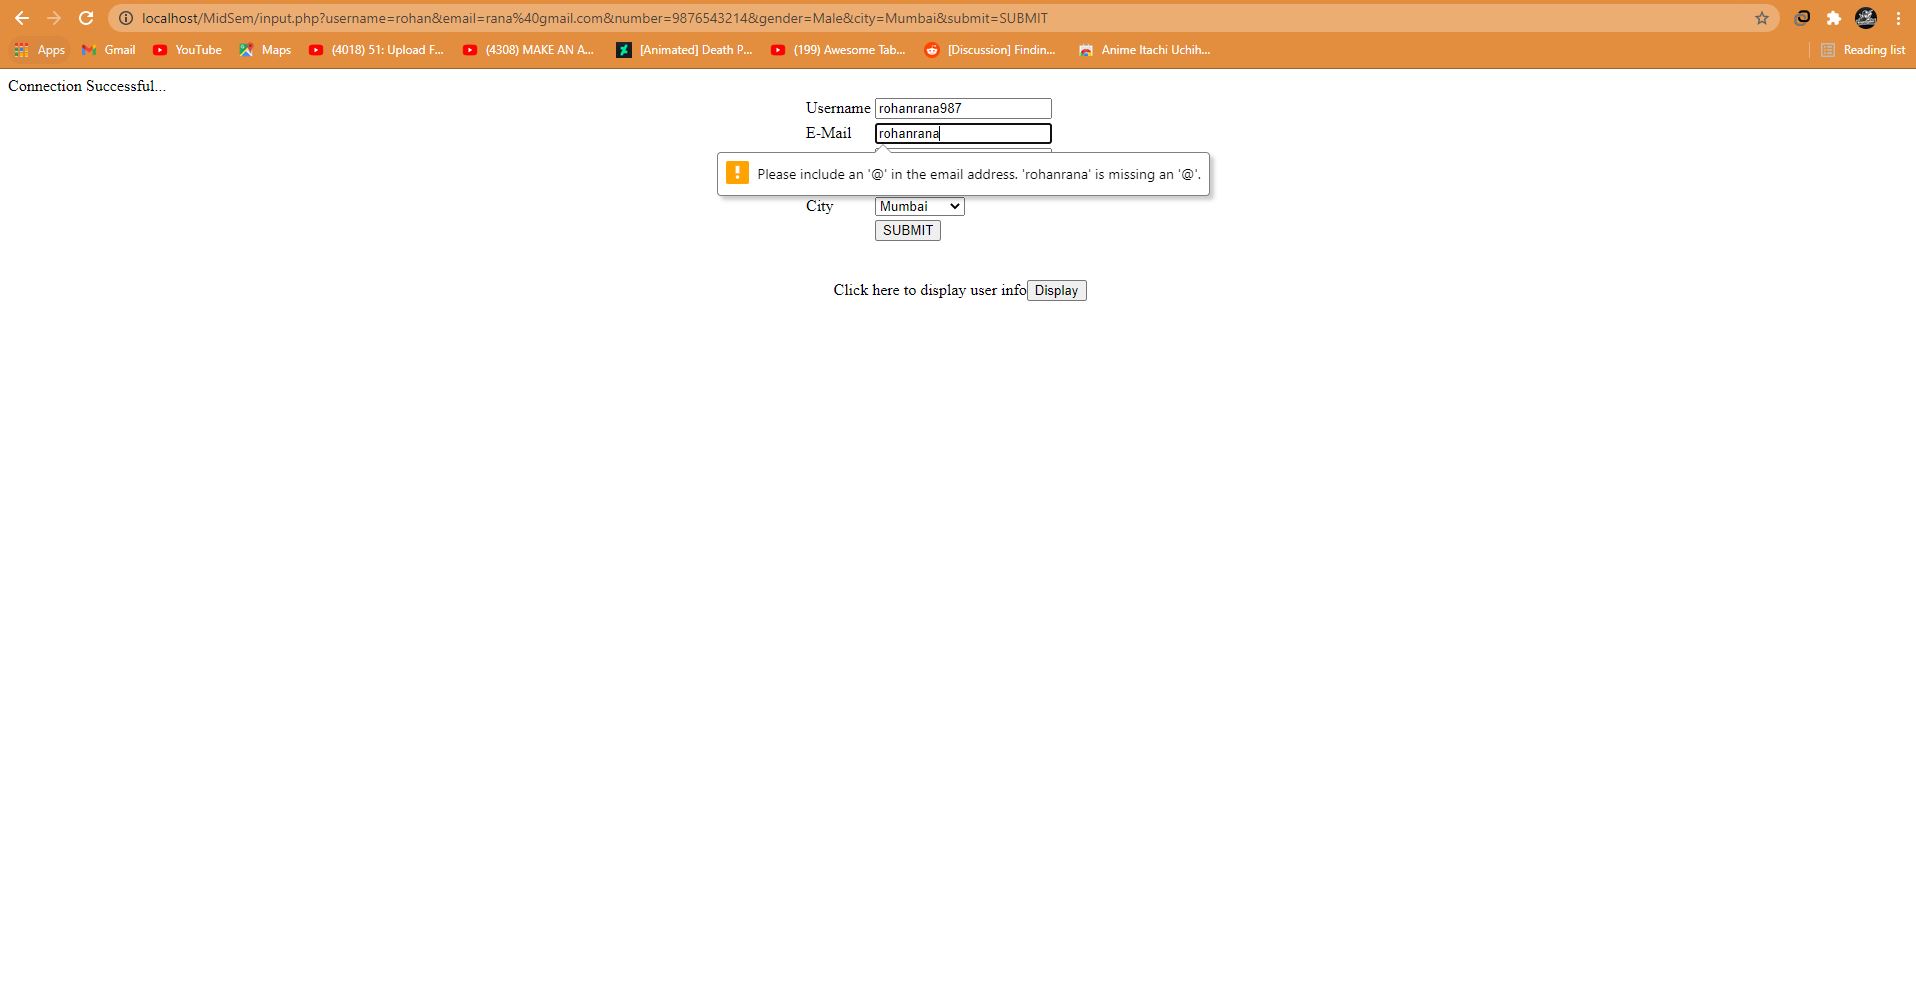 localhost/MidSem/input.php?username=rohan&email=rana%40gmail.com&number=9876543214&gender=Male&city=Mumbai&submit=SUBMIT
Apps Gmail YouTube Maps (4018) 51: Upload F... (4308) MAKE AN A... [Animated] Death P... (199) Awesome Tab... [Discussion] Findin... Anime Itachi Uchih... Reading list
Connection Successful...
Username rohanrana987
E-Mail rohanrana
Please include an '@' in the email address. 'rohanrana' is missing an '@'.
City Mumbai
SUBMIT
Click here to display user info Display